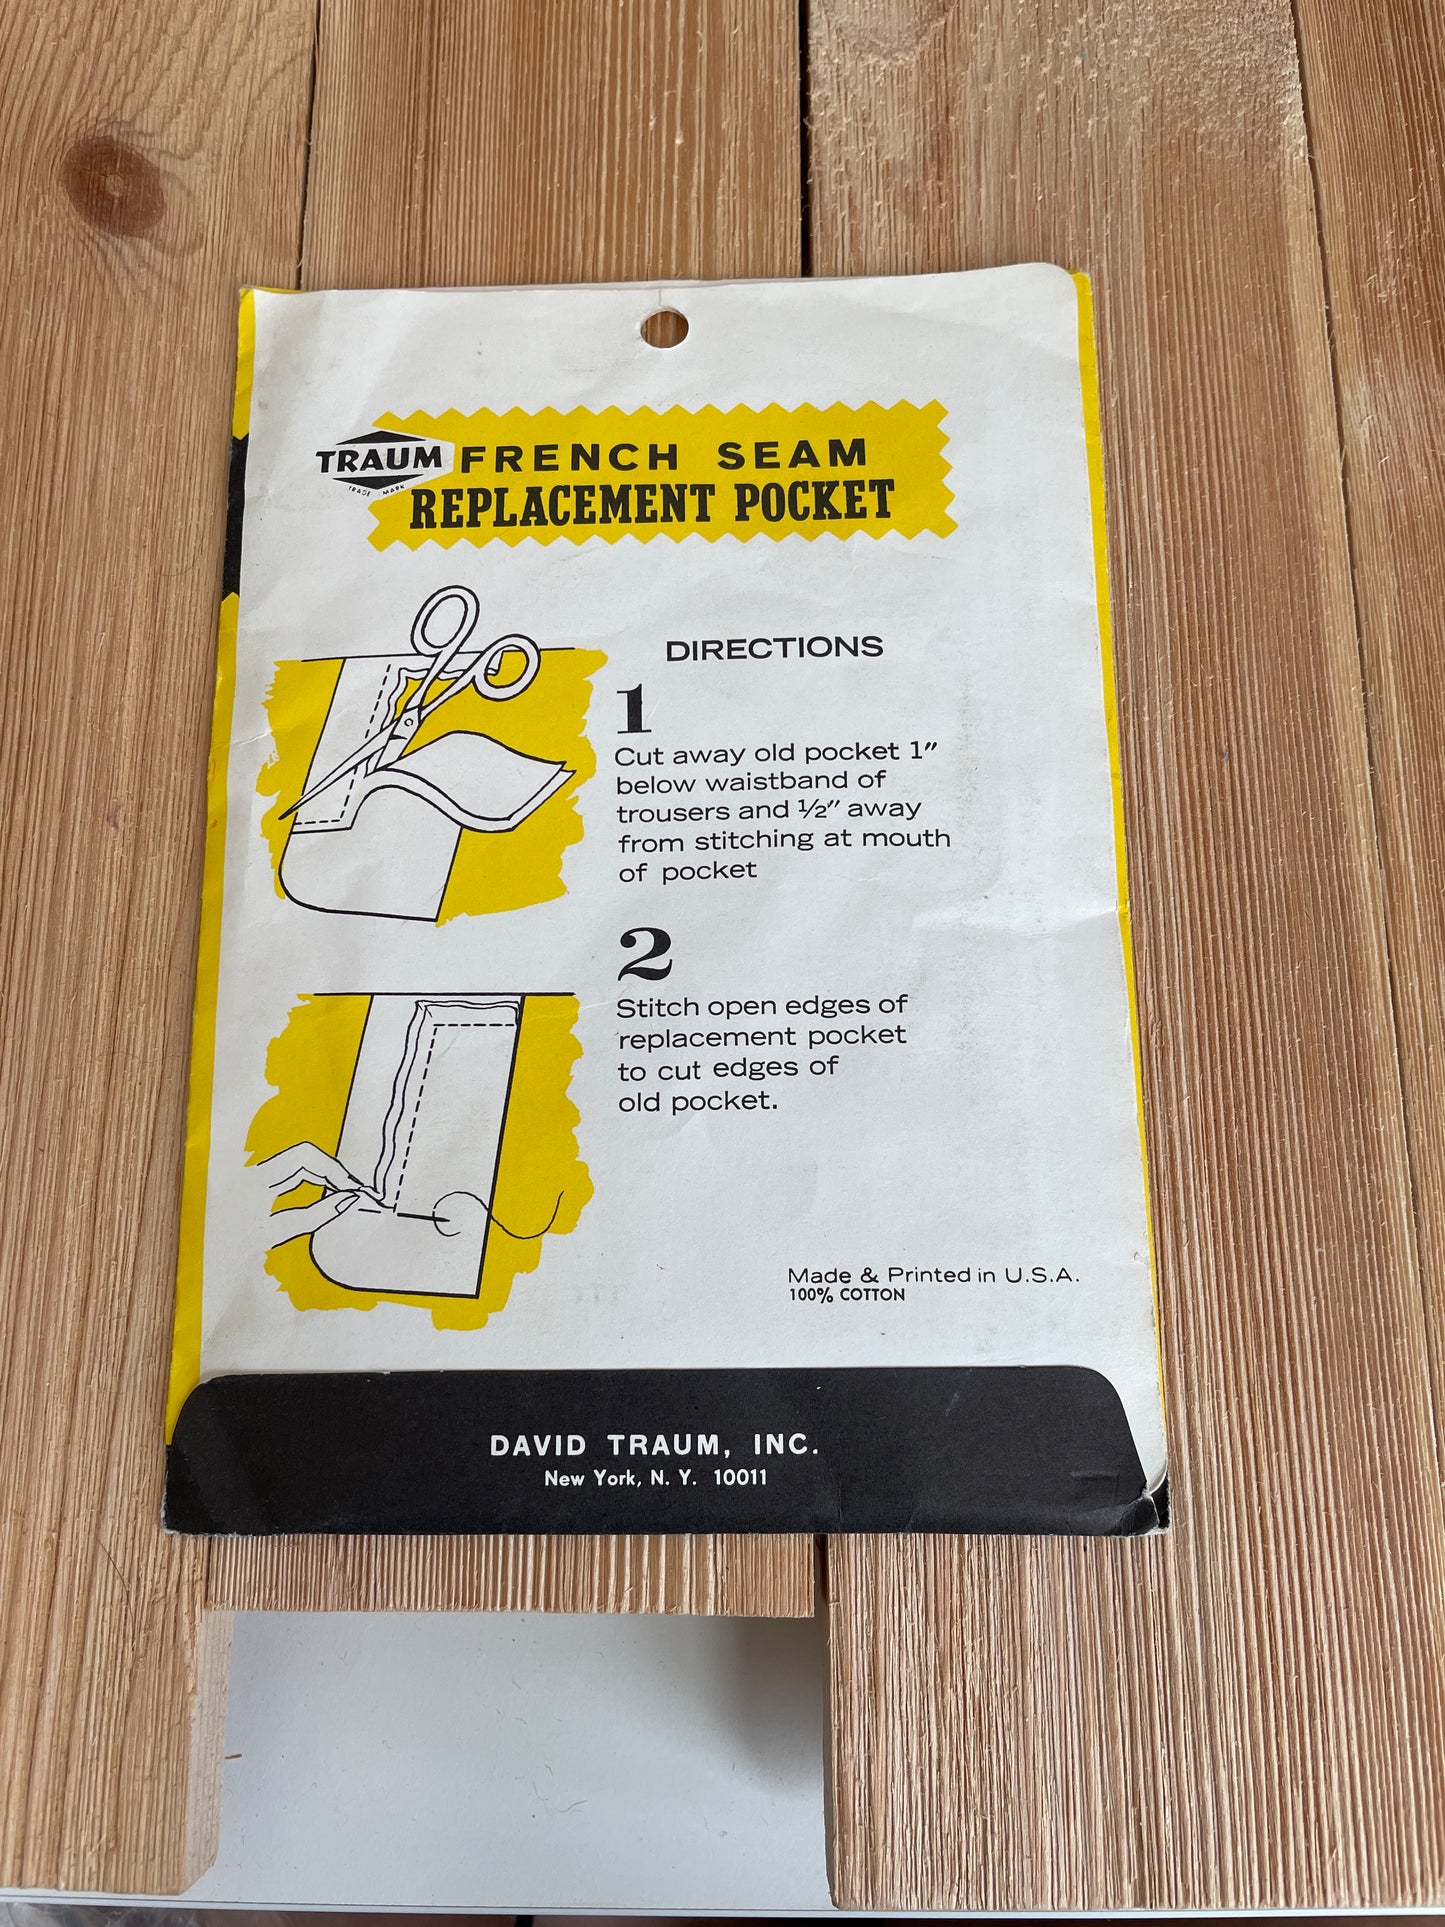 TRAUM
TRADE MARK
FRENCH SEAM
REPLACEMENT POCKET
DIRECTIONS
1
Cut away old pocket 1″
below waistband of
trousers and ½″ away
from stitching at mouth
of pocket
2
Stitch open edges of
replacement pocket
to cut edges of
old pocket.
Made & Printed in U.S.A.
100% COTTON
DAVID TRAUM, INC.
New York, N. Y. 10011